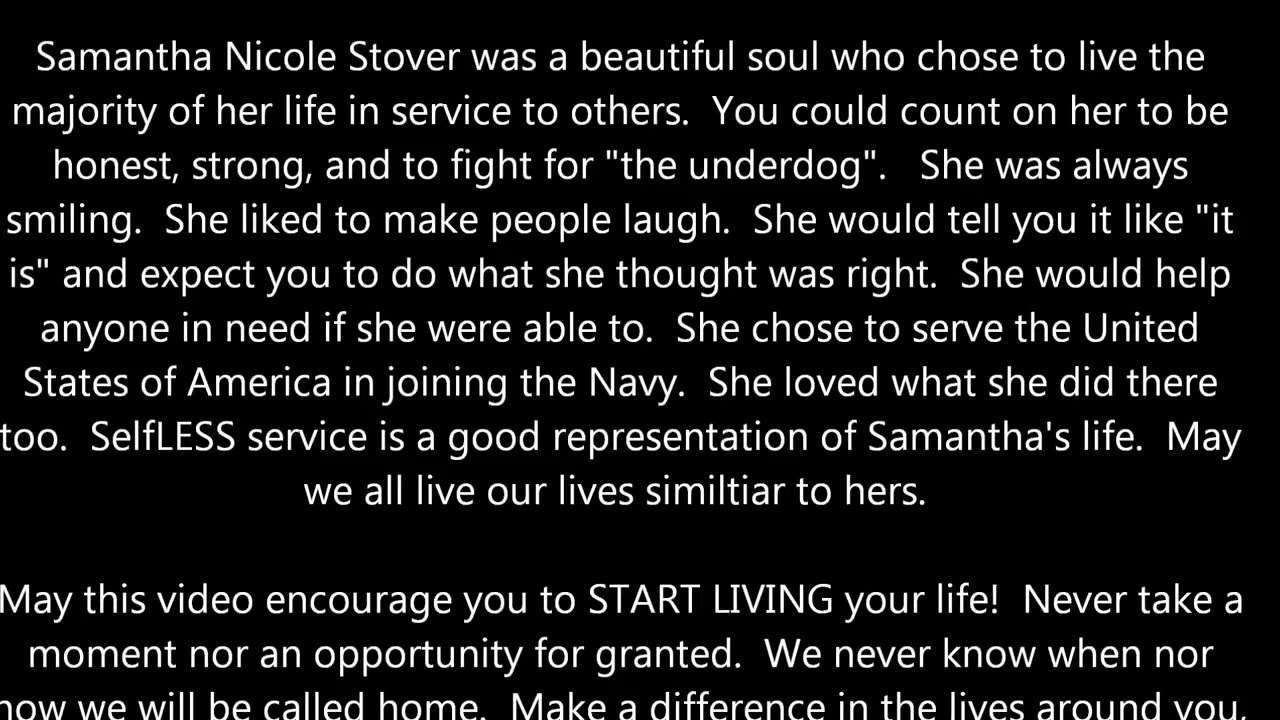 Samantha Nicole Stover was a beautiful soul who chose to live the
majority of her life in service to others.  You could count on her to be
honest, strong, and to fight for "the underdog".   She was always
smiling.  She liked to make people laugh.  She would tell you it like "it
is" and expect you to do what she thought was right.  She would help
anyone in need if she were able to.  She chose to serve the United
States of America in joining the Navy.  She loved what she did there
too.  SelfLESS service is a good representation of Samantha's life.  May
we all live our lives similtiar to hers.
May this video encourage you to START LIVING your life!  Never take a
moment nor an opportunity for granted.  We never know when nor
how we will be called home.  Make a difference in the lives around you.